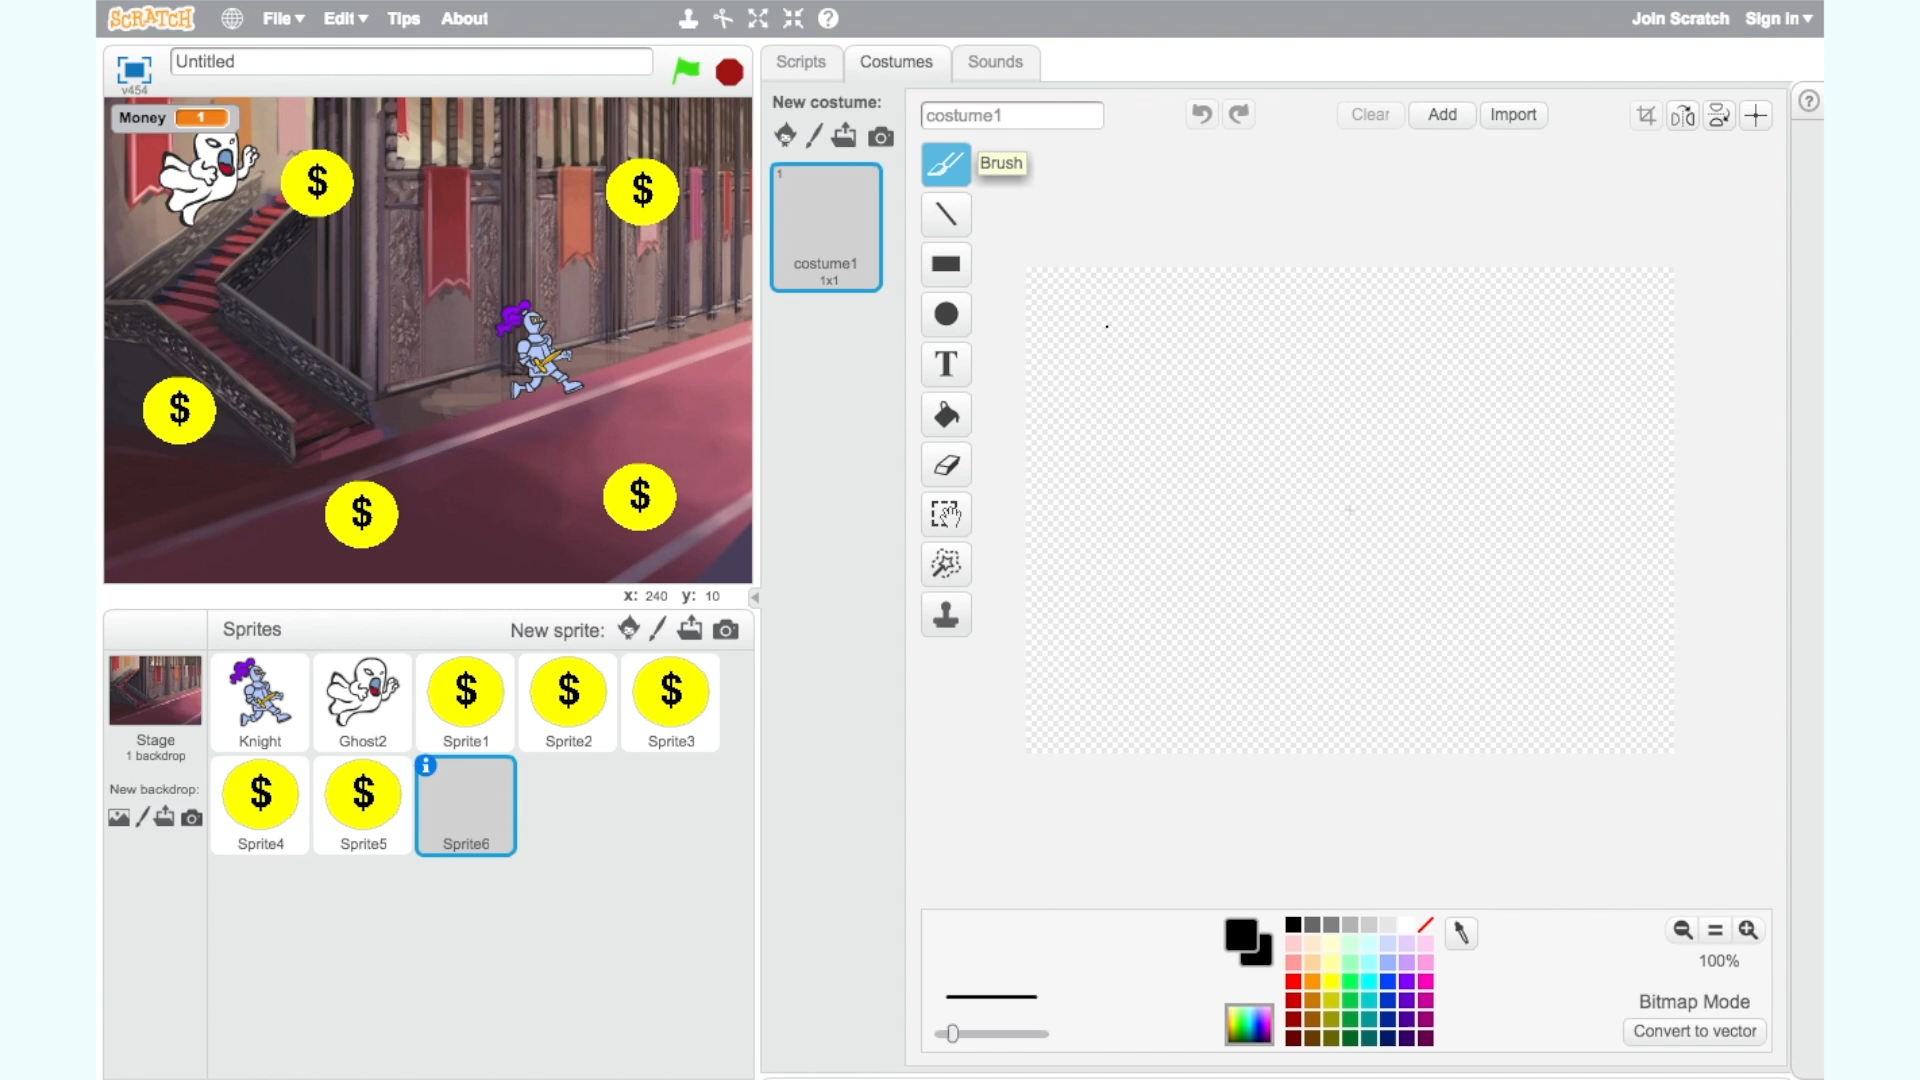 SCRATCH File Edit Tips About Join Scratch Sign in
v454 Untitled
Scripts Costumes Sounds
Money 1
New costume:
costume1
Clear Add Import
Brush
1
costume1
1x1
$ $
$
$ $
T
x: 240 y: 10
Sprites New sprite:
$ $ $
Knight Ghost2 Sprite1 Sprite2 Sprite3
Stage
1 backdrop
New backdrop:
$ $
Sprite4 Sprite5 Sprite6
100%
Bitmap Mode
Convert to vector